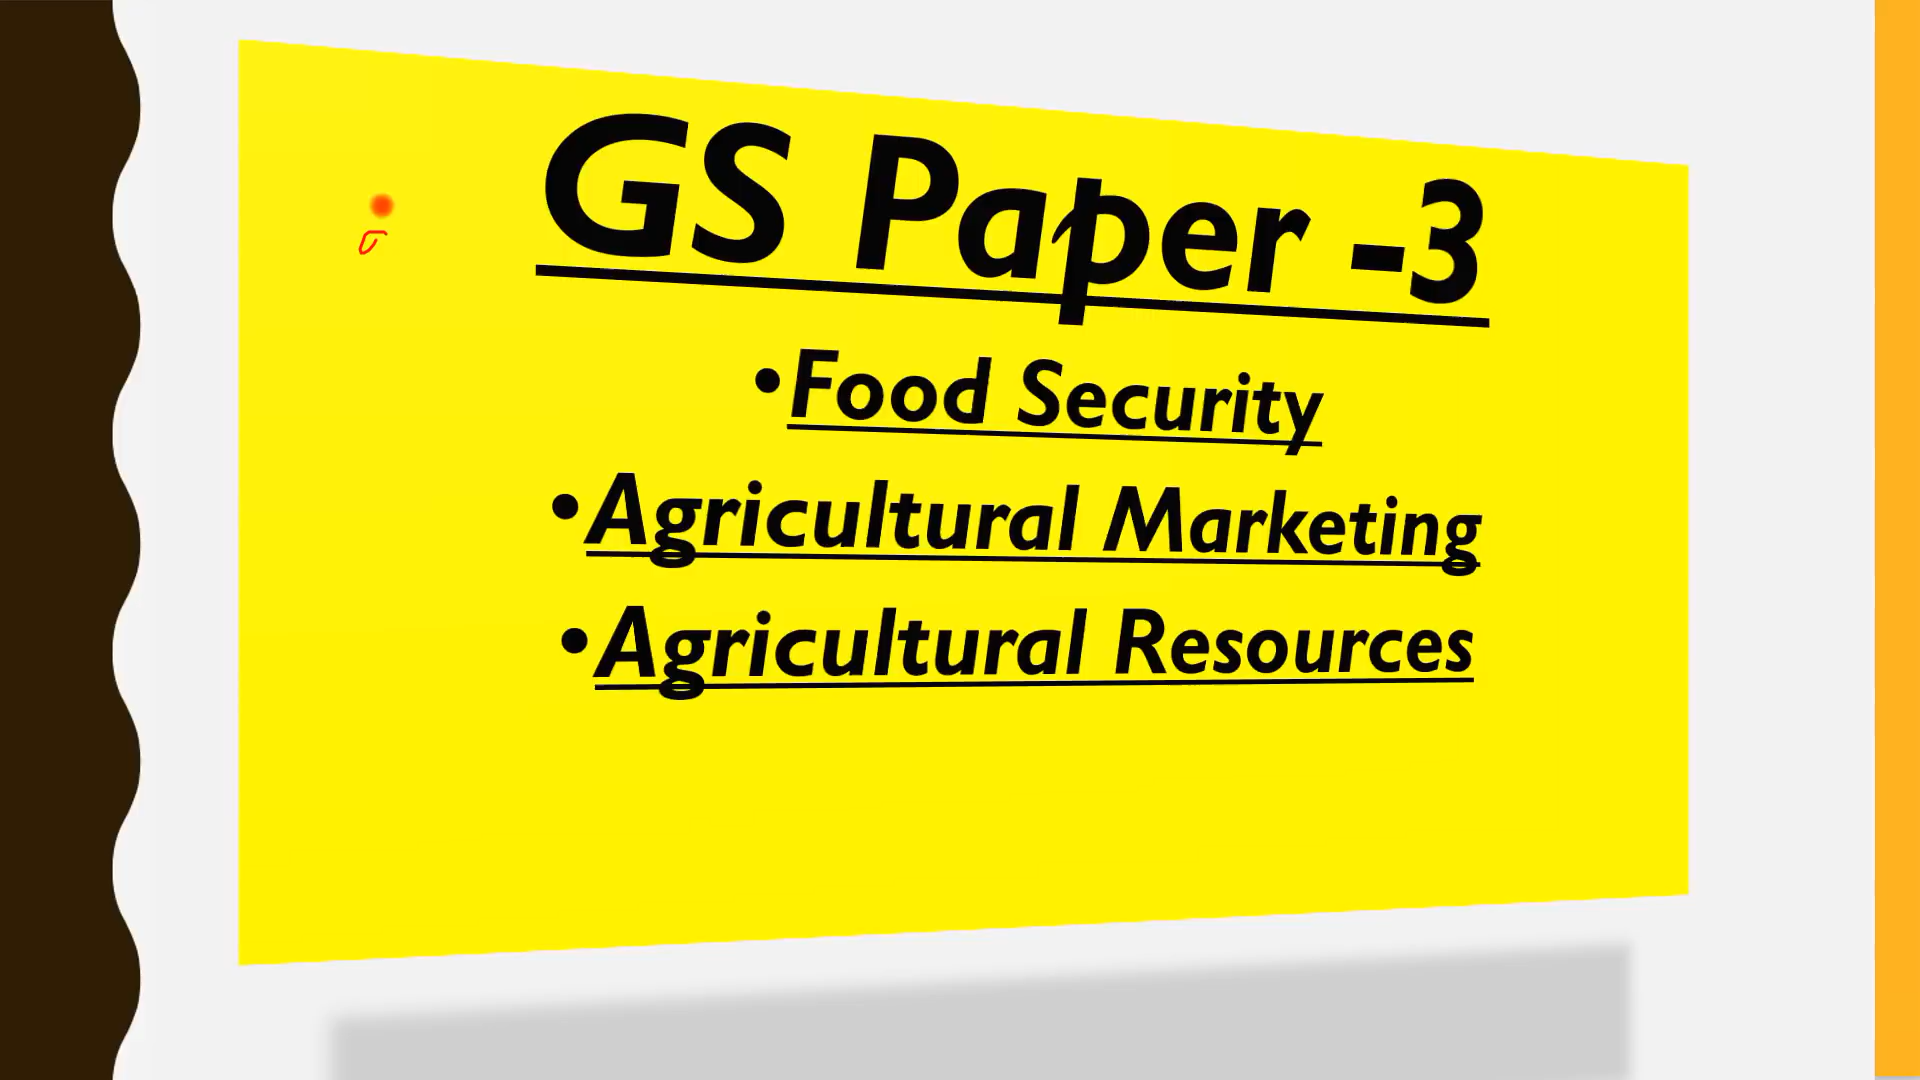 GS Paper -3
•Food Security
•Agricultural Marketing
•Agricultural Resources